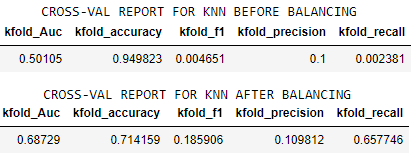 CROSS-VAL REPORT FOR KNN BEFORE BALANCING
kfold_Auc kfold_accuracy kfold_f1 kfold_precision kfold_recall
0.50105 0.949823 0.004651 0.1 0.002381
CROSS-VAL REPORT FOR KNN AFTER BALANCING
kfold_Auc kfold_accuracy kfold_f1 kfold_precision kfold_recall
0.68729 0.714159 0.185906 0.109812 0.657746